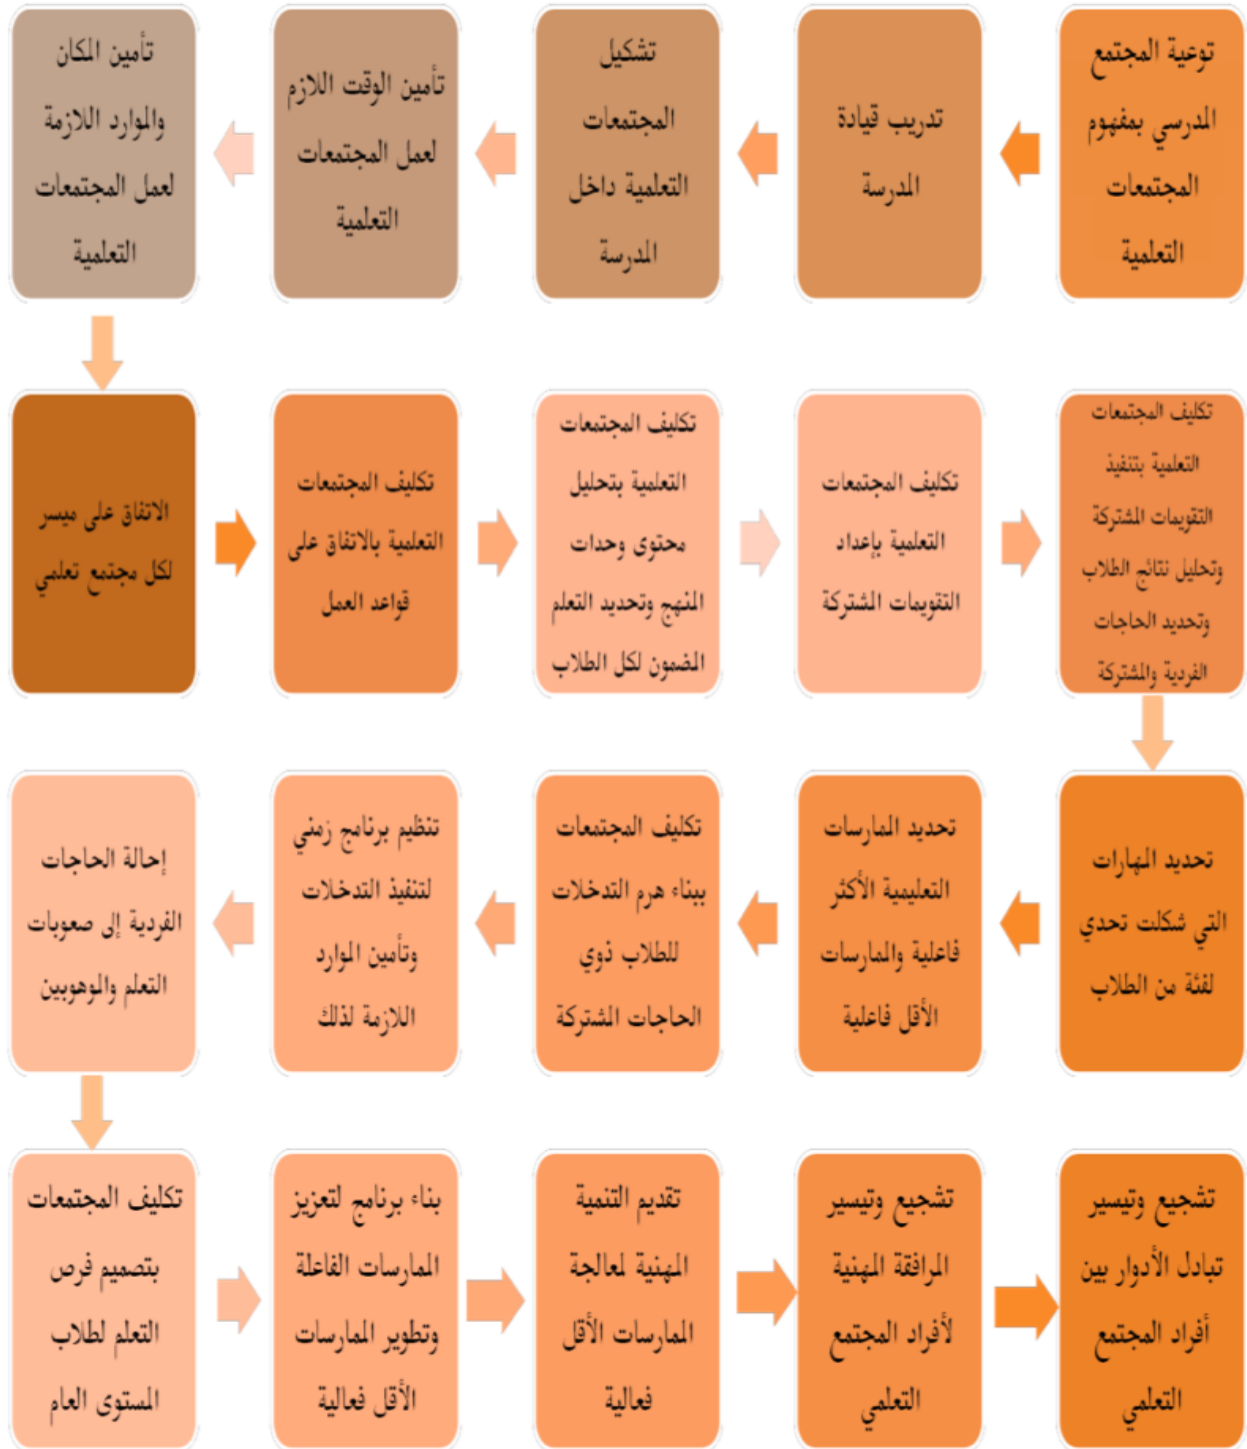 توعية المجتمع
المدرسي بمفهوم
المجتمعات
التعلمية
تدريب قيادة
المدرسة
تشكيل
المجتمعات
التعلمية داخل
المدرسة
تأمين الوقت اللازم
لعمل المجتمعات
التعلمية
تأمين المكان
والموارد اللازمة
لعمل المجتمعات
التعلمية
الاتفاق على ميسر
لكل مجتمع تعلمي
تكليف المجتمعات
التعلمية بالاتفاق على
قواعد العمل
تكليف المجتمعات
التعلمية بتحليل
محتوى وحدات
المنهج وتحديد التعلم
المضمون لكل الطلاب
تكليف المجتمعات
التعلمية بإعداد
التقويمات المشتركة
تكليف المجتمعات
التعلمية بتنفيذ
التقويمات المشتركة
وتحليل نتائج الطلاب
وتحديد الحاجات
الفردية والمشتركة
تحديد المهارات
التي شكلت تحدي
لفئة من الطلاب
تحديد الممارسات
التعليمية الأكثر
فاعلية والممارسات
الأقل فاعلية
تكليف المجتمعات
ببناء هرم التدخلات
للطلاب ذوي
الحاجات المشتركة
تنظيم برنامج زمني
لتنفيذ التدخلات
وتأمين الموارد
اللازمة لذلك
إحالة الحاجات
الفردية إلى صعوبات
التعلم والموهوبين
تكليف المجتمعات
بتصميم فرص
التعلم لطلاب
المستوى العام
بناء برنامج لتعزيز
الممارسات الفاعلة
وتطوير الممارسات
الأقل فعالية
تقديم التنمية
المهنية لمعالجة
الممارسات الأقل
فعالية
تشجيع وتيسير
المرافقة المهنية
لأفراد المجتمع
التعلمي
تشجيع وتيسير
تبادل الأدوار بين
أفراد المجتمع
التعلمي